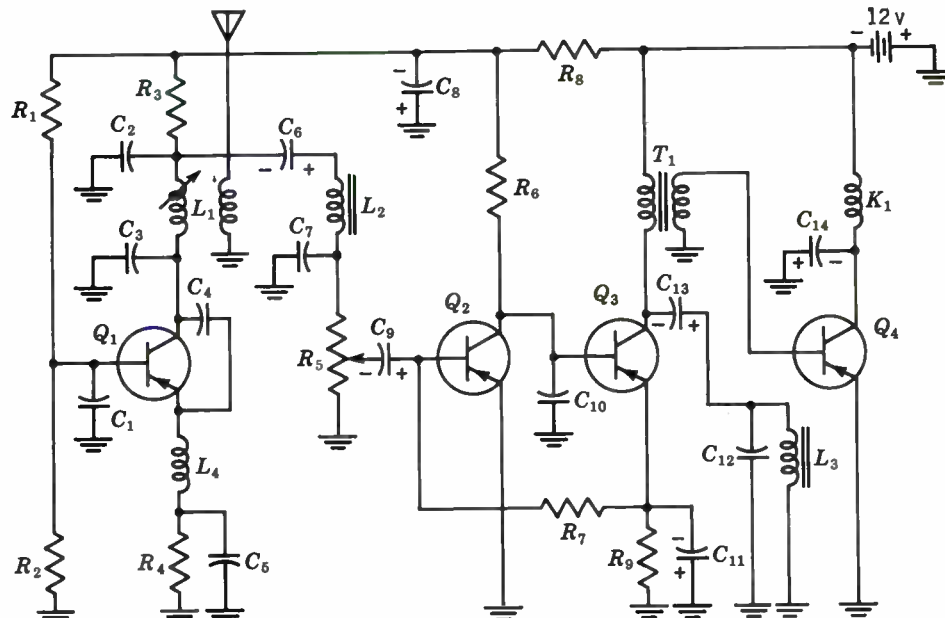 12 v
- +
R₁
R₃
C₂
C₆
- +
L₁
L₂
C₃
C₇
C₄
Q₁
C₁
R₂
L₄
R₄
C₅
-
+
C₈
R₈
R₆
T₁
K₁
C₁₄
+ -
Q₂
C₉
- +
R₅
Q₃
C₁₃
- +
Q₄
C₁₀
C₁₂
L₃
R₇
R₉
-
+
C₁₁